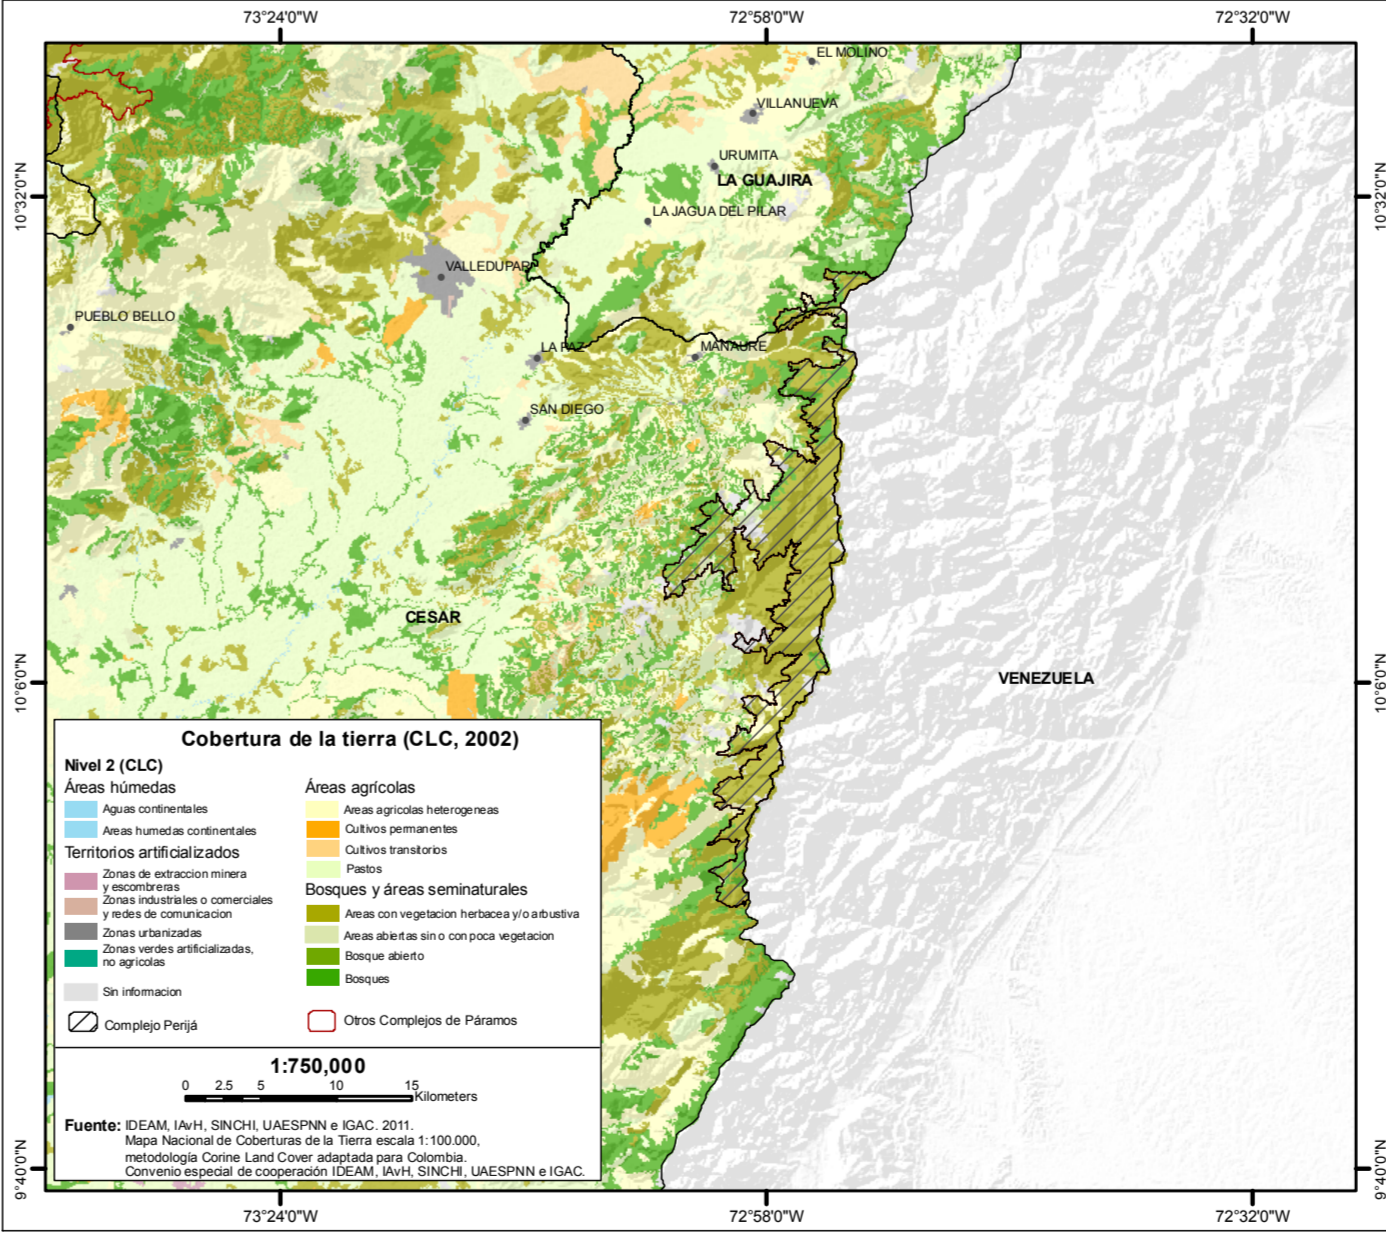 73°24'0"W
72°58'0"W
72°32'0"W
EL MOLINO
VILLANUEVA
URUMITA
LA GUAJIRA
10°32'0"N
10°32'0"N
LA JAGUA DEL PILAR
VALLEDUPAR
PUEBLO BELLO
LA PAZ
MANAURE
SAN DIEGO
CESAR
10°6'0"N
10°6'0"N
VENEZUELA
Cobertura de la tierra (CLC, 2002)
Nivel 2 (CLC)
Áreas húmedas
Aguas continentales
Areas humedas continentales
Territorios artificializados
Zonas de extraccion minera
y escombreras
Zonas industriales o comerciales
y redes de comunicacion
Zonas urbanizadas
Zonas verdes artificializadas,
no agricolas
Sin informacion
Complejo Perijá
Áreas agrícolas
Areas agricolas heterogeneas
Cultivos permanentes
Cultivos transitorios
Pastos
Bosques y áreas seminaturales
Areas con vegetacion herbacea y/o arbustiva
Areas abiertas sin o con poca vegetacion
Bosque abierto
Bosques
Otros Complejos de Páramos
1:750,000
0 2.5 5 10 15
Kilometers
Fuente: IDEAM, IAvH, SINCHI, UAESPNN e IGAC. 2011.
Mapa Nacional de Coberturas de la Tierra escala 1:100.000,
metodología Corine Land Cover adaptada para Colombia.
Convenio especial de cooperación IDEAM, IAvH, SINCHI, UAESPNN e IGAC.
9°40'0"N
9°40'0"N
73°24'0"W
72°58'0"W
72°32'0"W